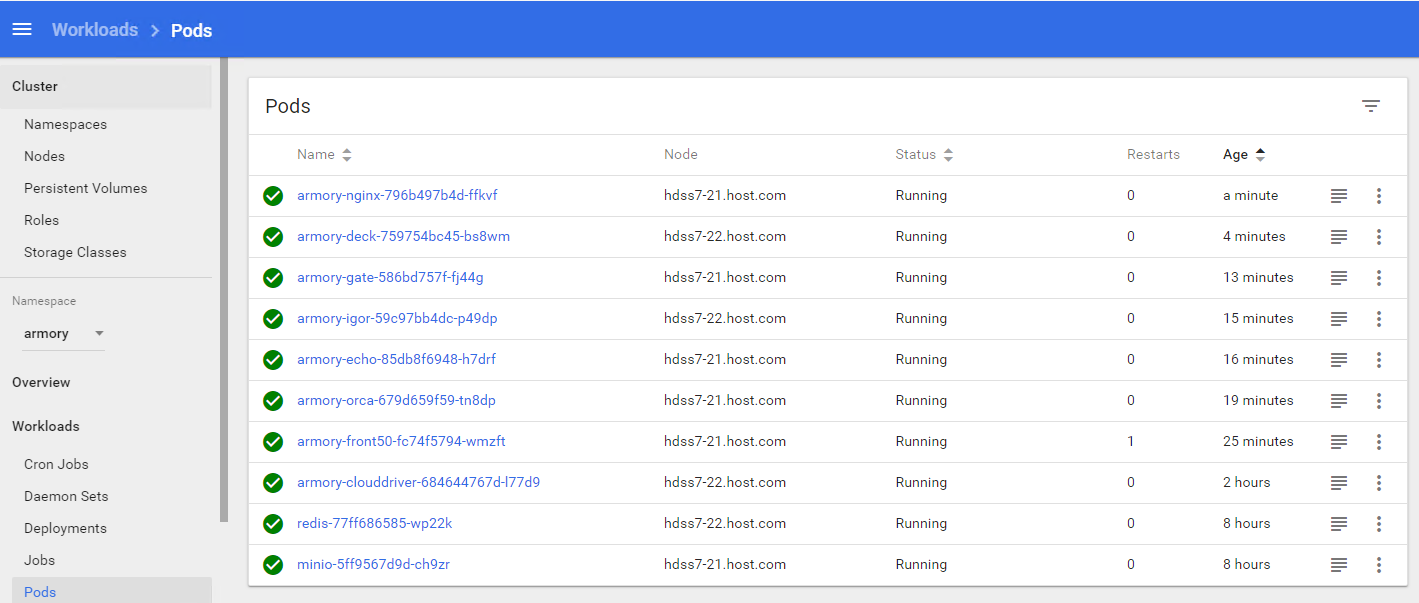 Workloads > Pods
Cluster
Namespaces
Nodes
Persistent Volumes
Roles
Storage Classes
Namespace
armory
Overview
Workloads
Cron Jobs
Daemon Sets
Deployments
Jobs
Pods
Pods
Name Node Status Restarts Age
armory-nginx-796b497b4d-ffkvf hdss7-21.host.com Running 0 a minute
armory-deck-759754bc45-bs8wm hdss7-22.host.com Running 0 4 minutes
armory-gate-586bd757f-fj44g hdss7-21.host.com Running 0 13 minutes
armory-igor-59c97bb4dc-p49dp hdss7-22.host.com Running 0 15 minutes
armory-echo-85db8f6948-h7drf hdss7-21.host.com Running 0 16 minutes
armory-orca-679d659f59-tn8dp hdss7-21.host.com Running 0 19 minutes
armory-front50-fc74f5794-wmzft hdss7-21.host.com Running 1 25 minutes
armory-clouddriver-684644767d-l77d9 hdss7-22.host.com Running 0 2 hours
redis-77ff686585-wp22k hdss7-22.host.com Running 0 8 hours
minio-5ff9567d9d-ch9zr hdss7-21.host.com Running 0 8 hours